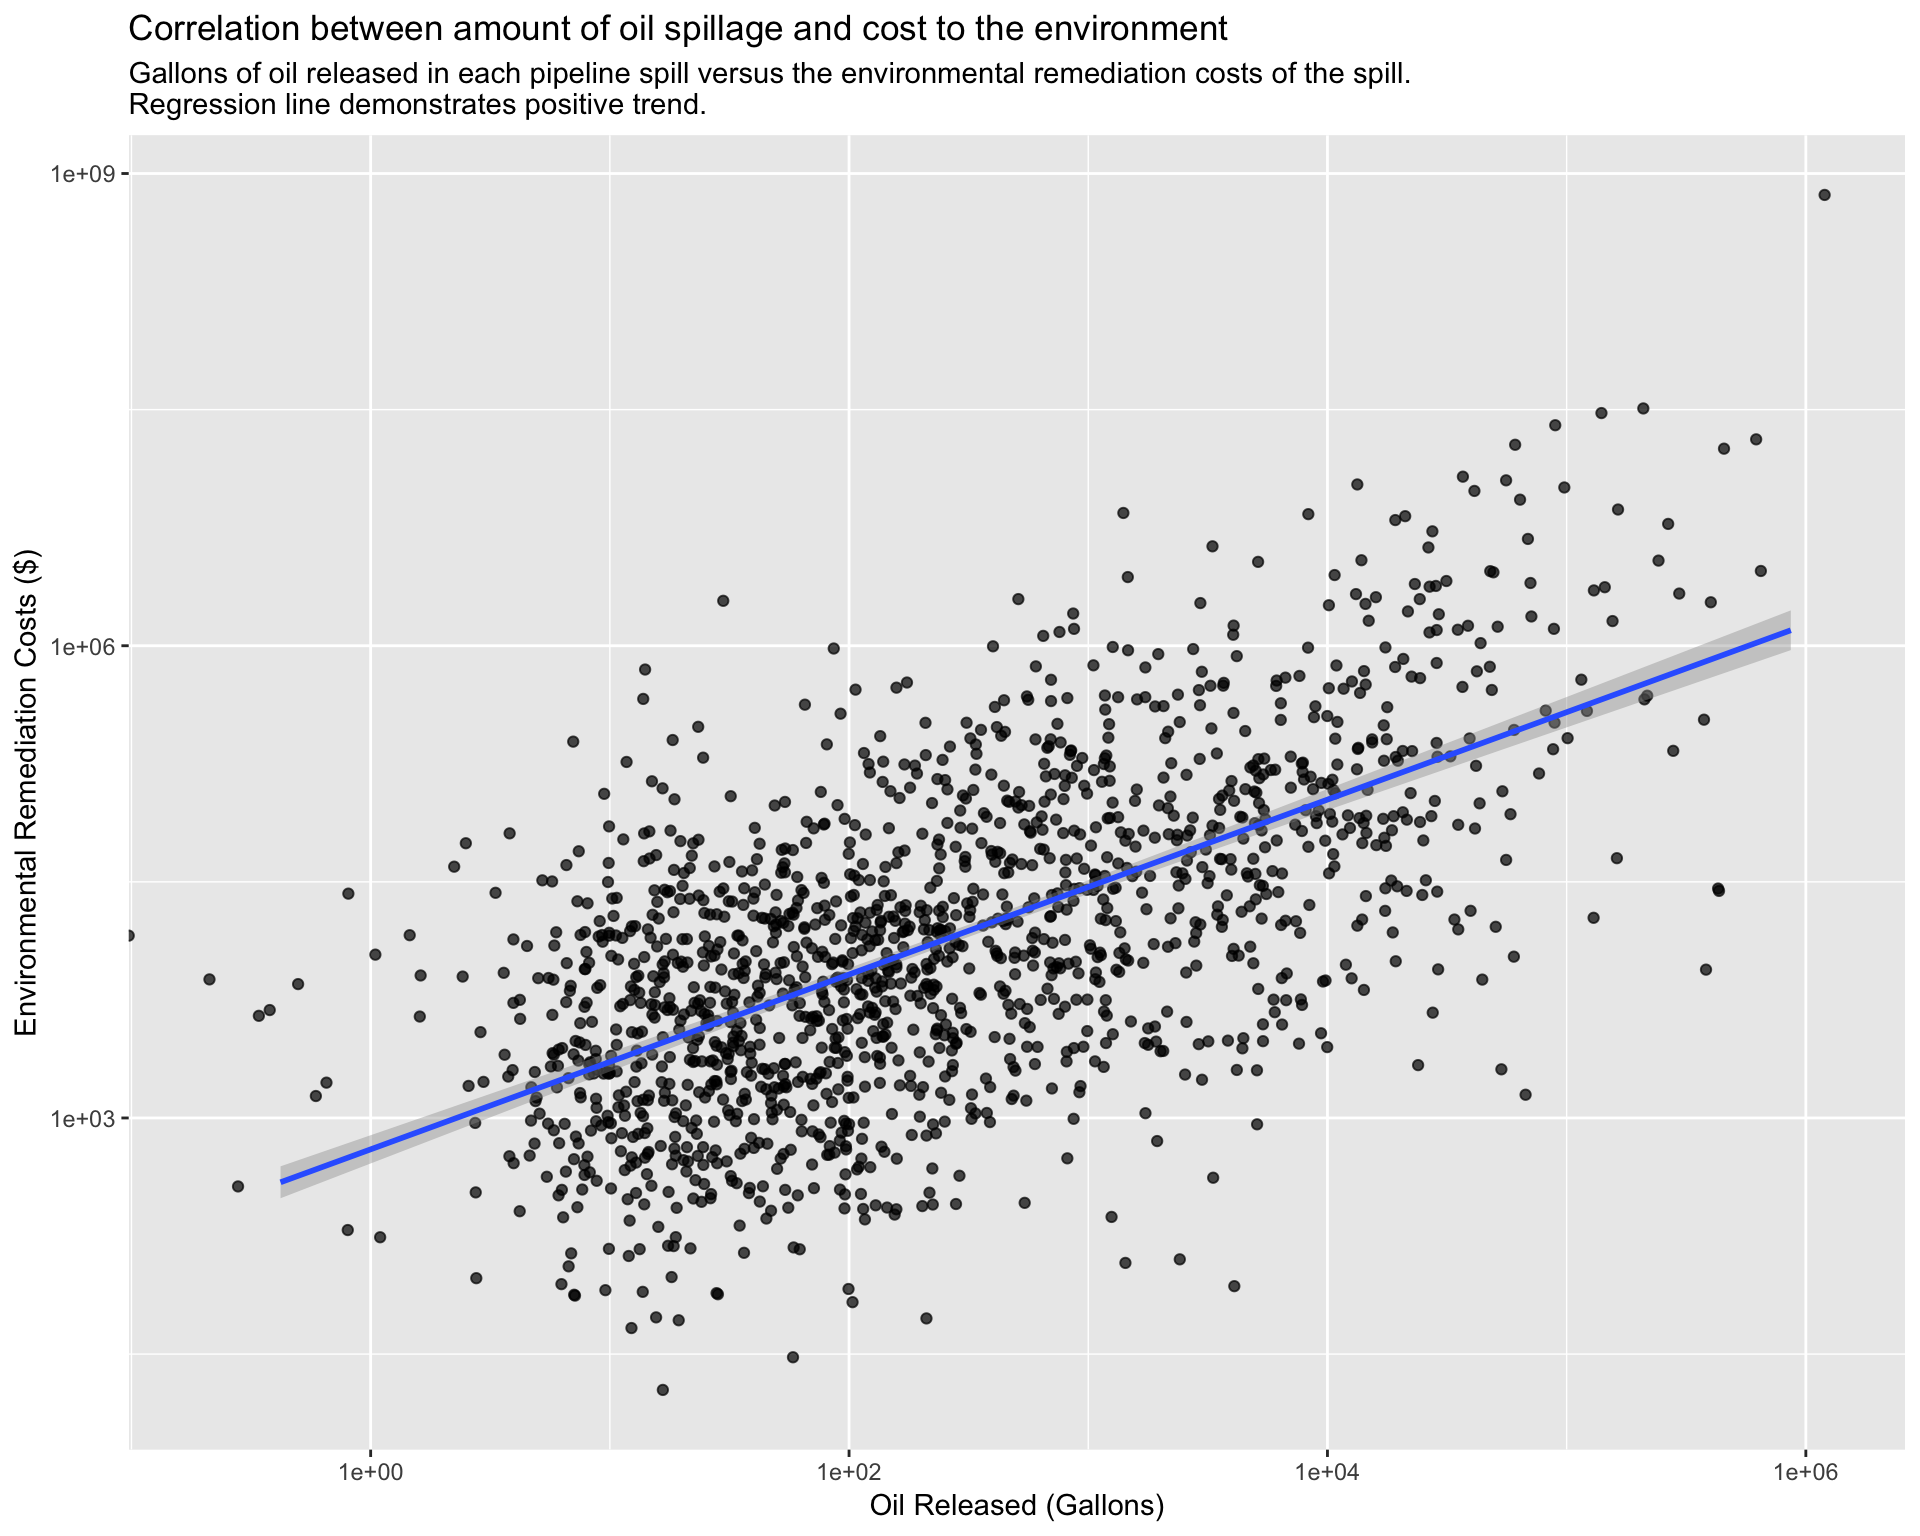 Correlation between amount of oil spillage and cost to the environment
Gallons of oil released in each pipeline spill versus the environmental remediation costs of the spill.
Regression line demonstrates positive trend.
Environmental Remediation Costs ($)
1e+09
1e+06
1e+03
1e+00
1e+02
1e+04
1e+06
Oil Released (Gallons)